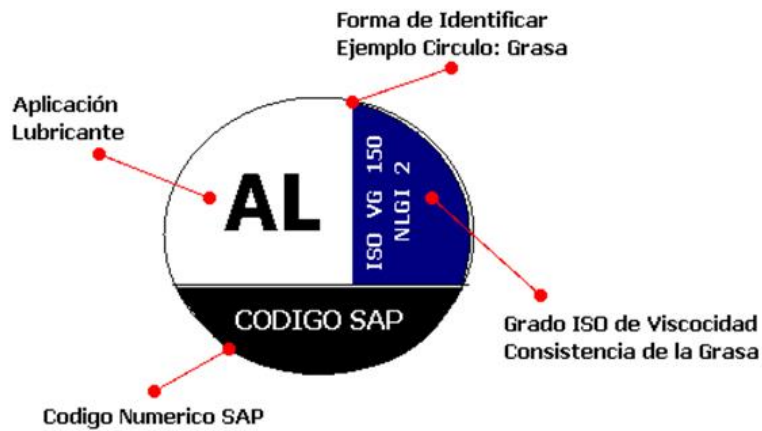 Forma de Identificar
Ejemplo Circulo: Grasa
Aplicación
Lubricante
AL
ISO VG 150
NLGI 2
CODIGO SAP
Grado ISO de Viscocidad
Consistencia de la Grasa
Codigo Numerico SAP